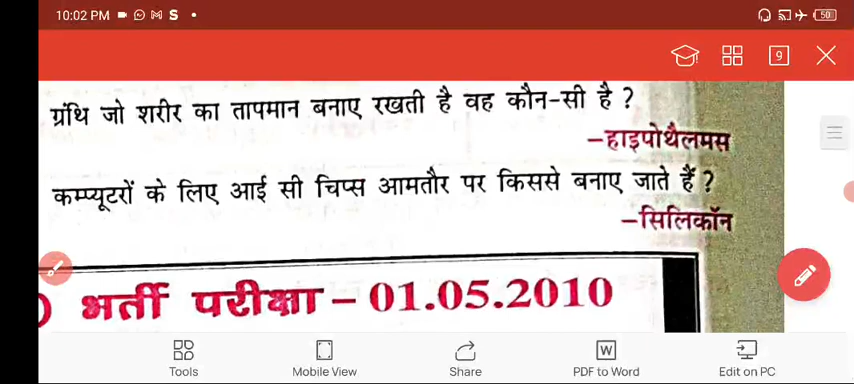 10:02 PM
50
9
ग्रंथि जो शरीर का तापमान बनाए रखती है वह कौन-सी है ?
–हाइपोथैलमस
कम्प्यूटरों के लिए आई सी चिप्स आमतौर पर किससे बनाए जाते हैं ?
–सिलिकॉन
) भर्ती परीक्षा – 01.05.2010
Tools
Mobile View
Share
PDF to Word
Edit on PC